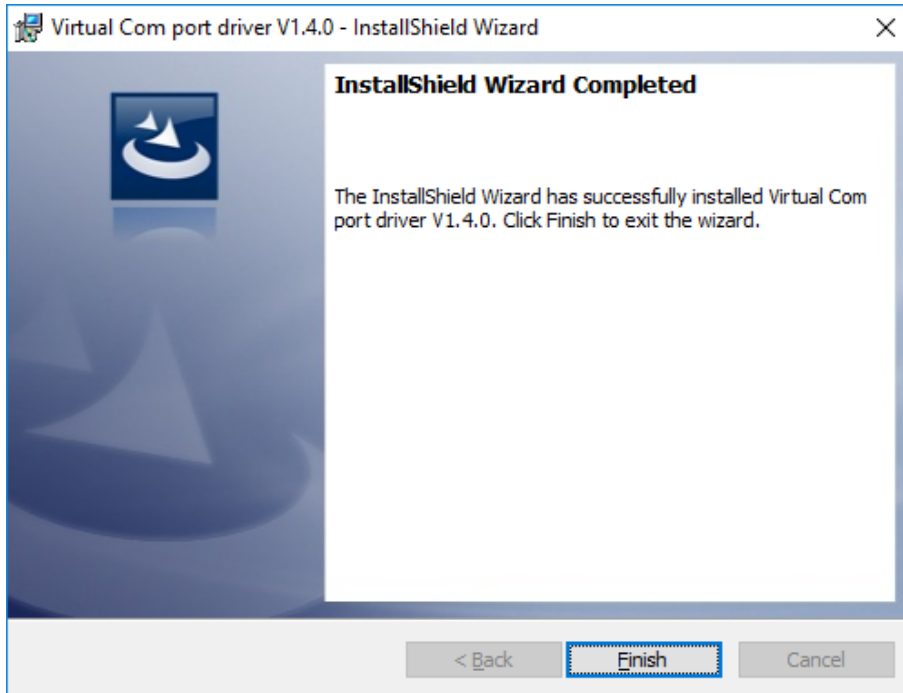 Virtual Com port driver V1.4.0 - InstallShield Wizard
InstallShield Wizard Completed
The InstallShield Wizard has successfully installed Virtual Com
port driver V1.4.0. Click Finish to exit the wizard.
< Back
Finish
Cancel